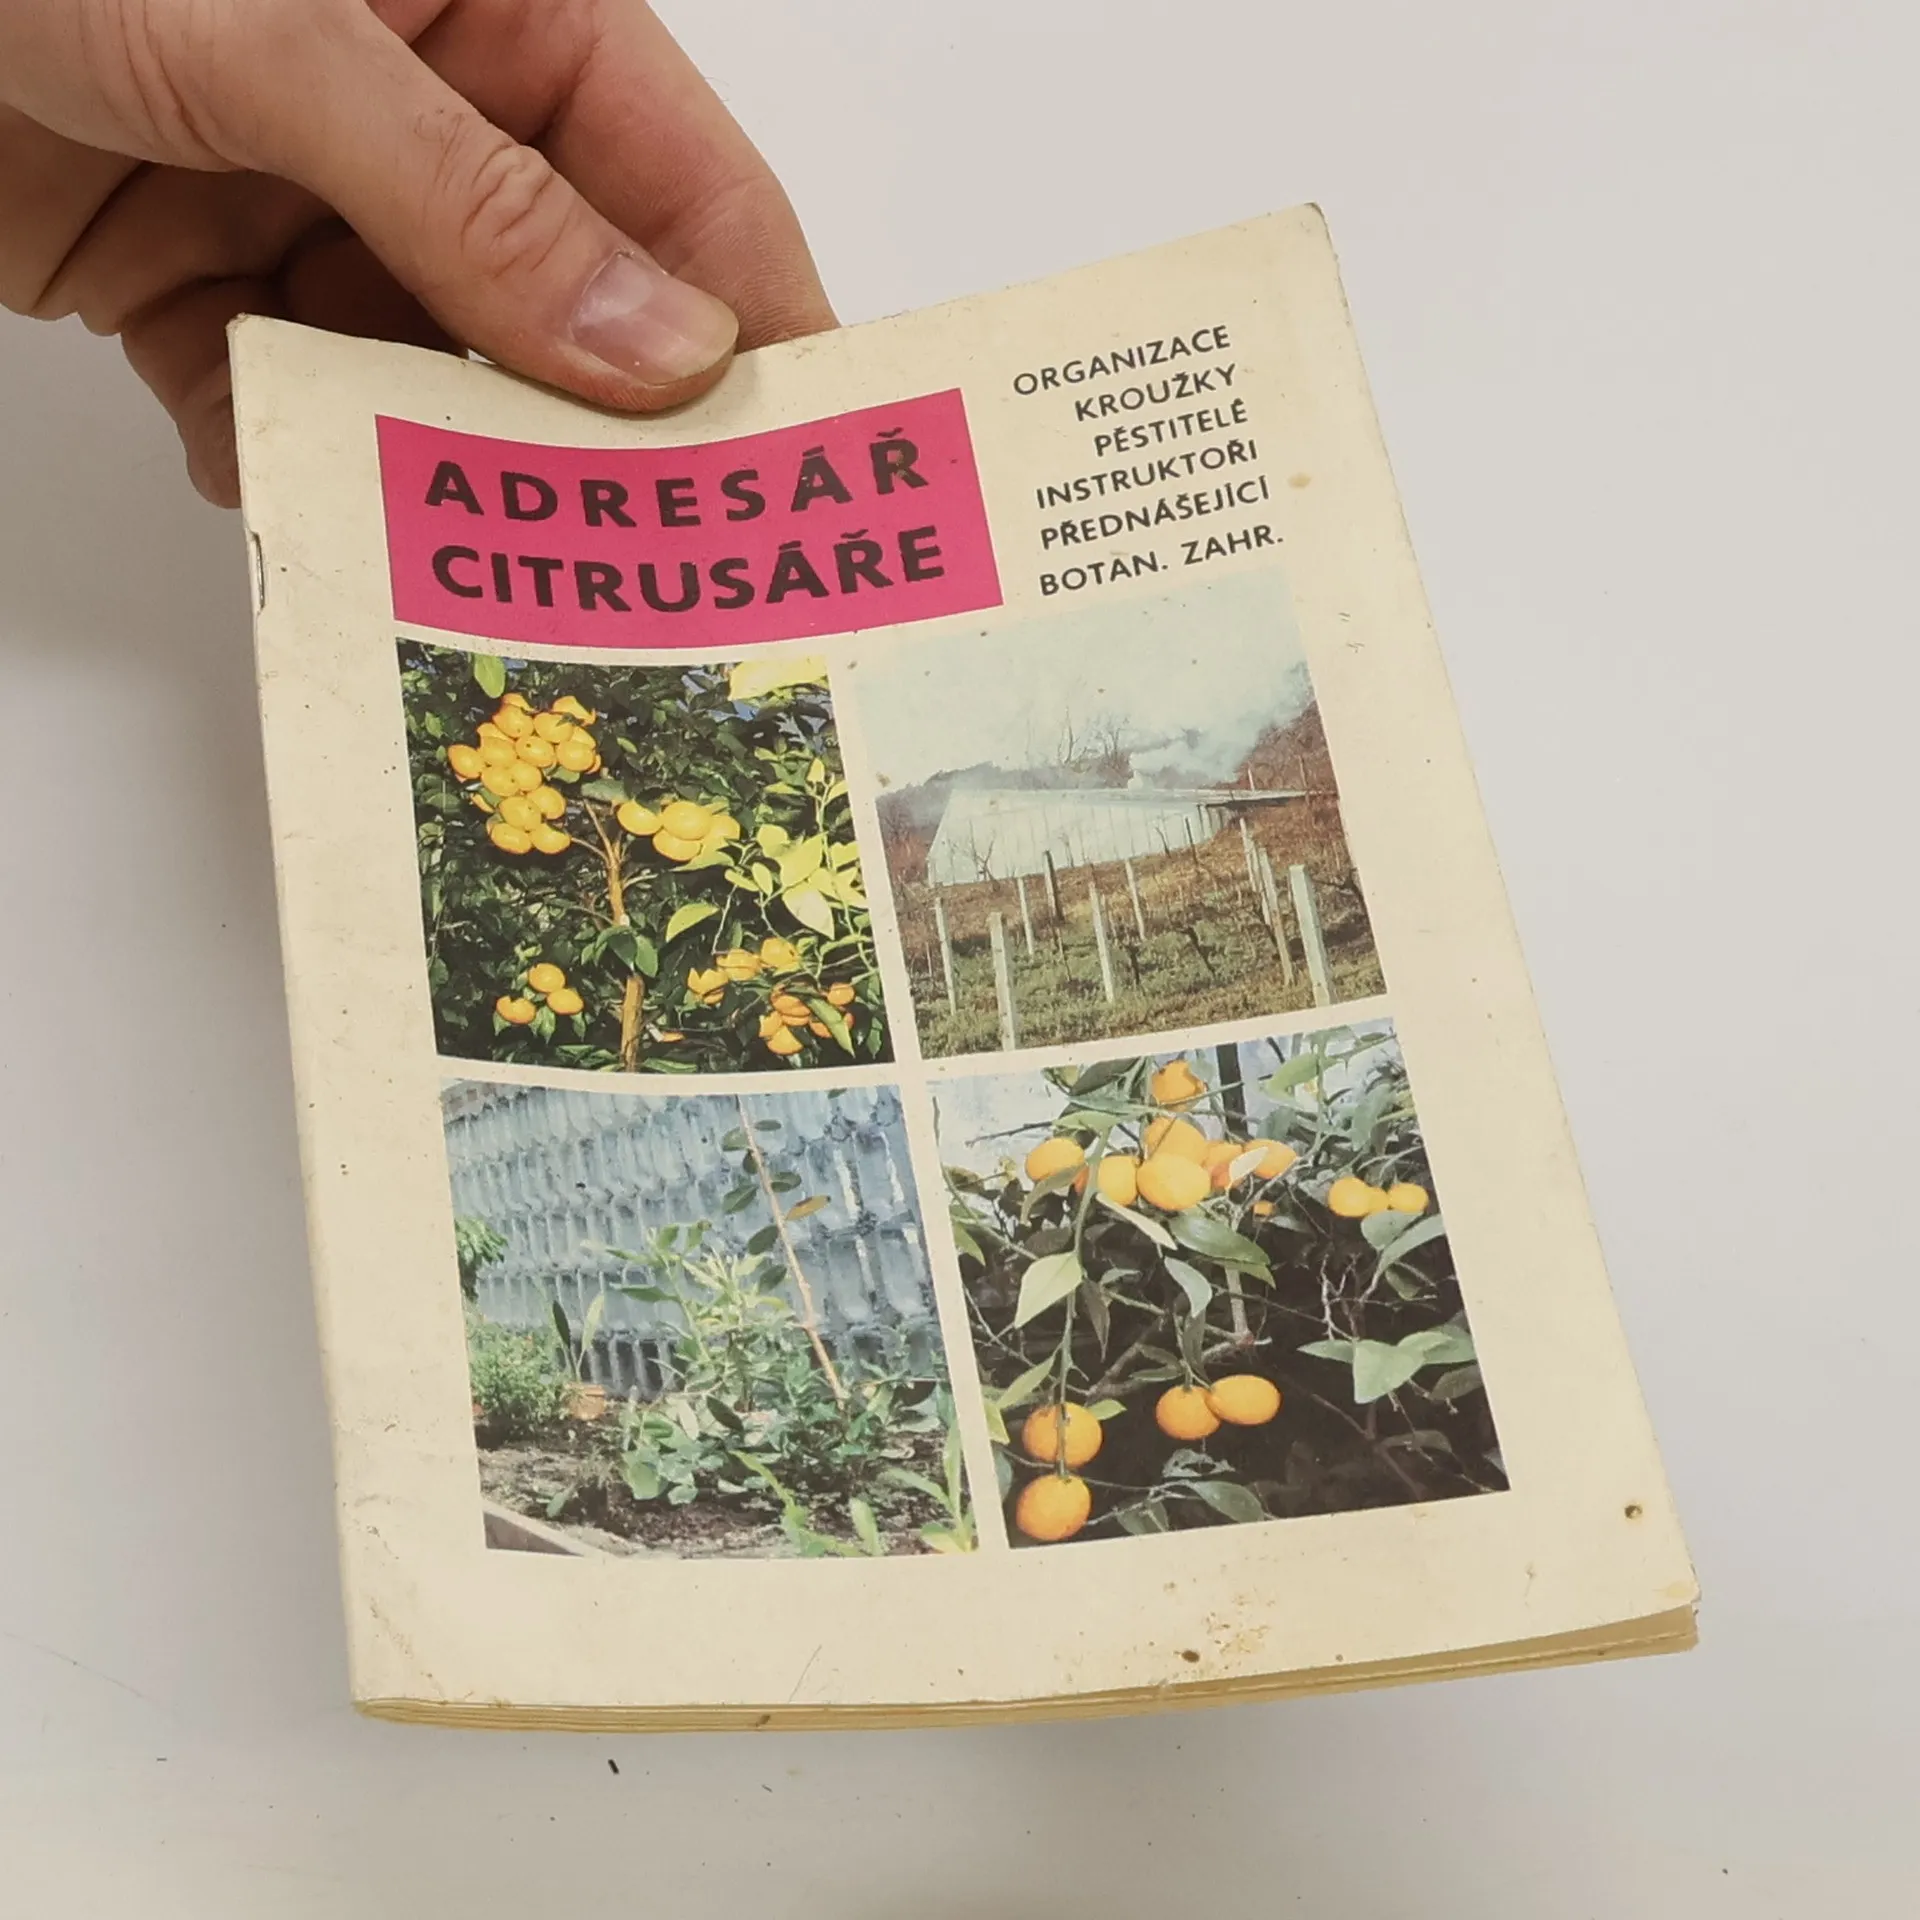 ADRESÁŘ
CITRUSÁŘE
ORGANIZACE
KROUŽKY
PĚSTITELÉ
INSTRUKTOŘI
PŘEDNÁŠEJÍCÍ
BOTAN. ZAHR.